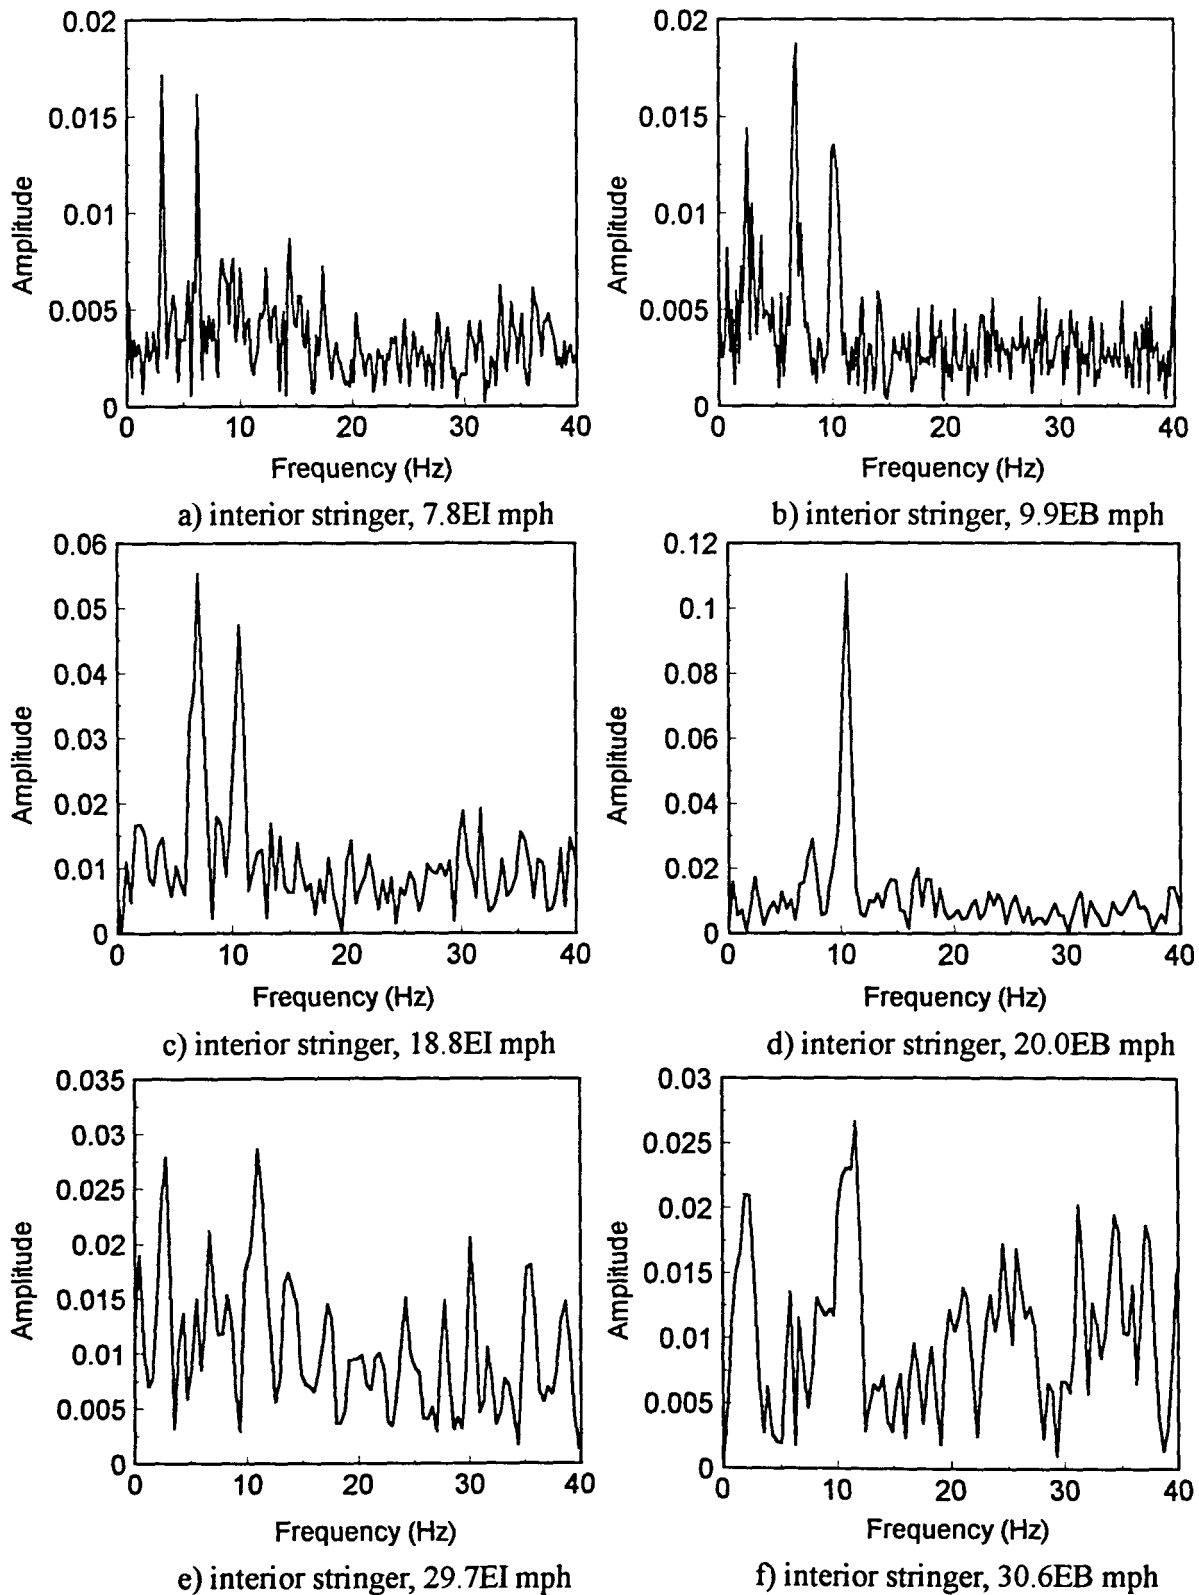 0.02
0.015
0.01
0.005
0
Amplitude
0 10 20 30 40
Frequency (Hz)
a) interior stringer, 7.8EI mph
0.02
0.015
0.01
0.005
0
Amplitude
0 10 20 30 40
Frequency (Hz)
b) interior stringer, 9.9EB mph
0.06
0.05
0.04
0.03
0.02
0.01
0
Amplitude
0 10 20 30 40
Frequency (Hz)
c) interior stringer, 18.8EI mph
0.12
0.1
0.08
0.06
0.04
0.02
0
Amplitude
0 10 20 30 40
Frequency (Hz)
d) interior stringer, 20.0EB mph
0.035
0.03
0.025
0.02
0.015
0.01
0.005
0
Amplitude
0 10 20 30 40
Frequency (Hz)
e) interior stringer, 29.7EI mph
0.03
0.025
0.02
0.015
0.01
0.005
0
Amplitude
0 10 20 30 40
Frequency (Hz)
f) interior stringer, 30.6EB mph